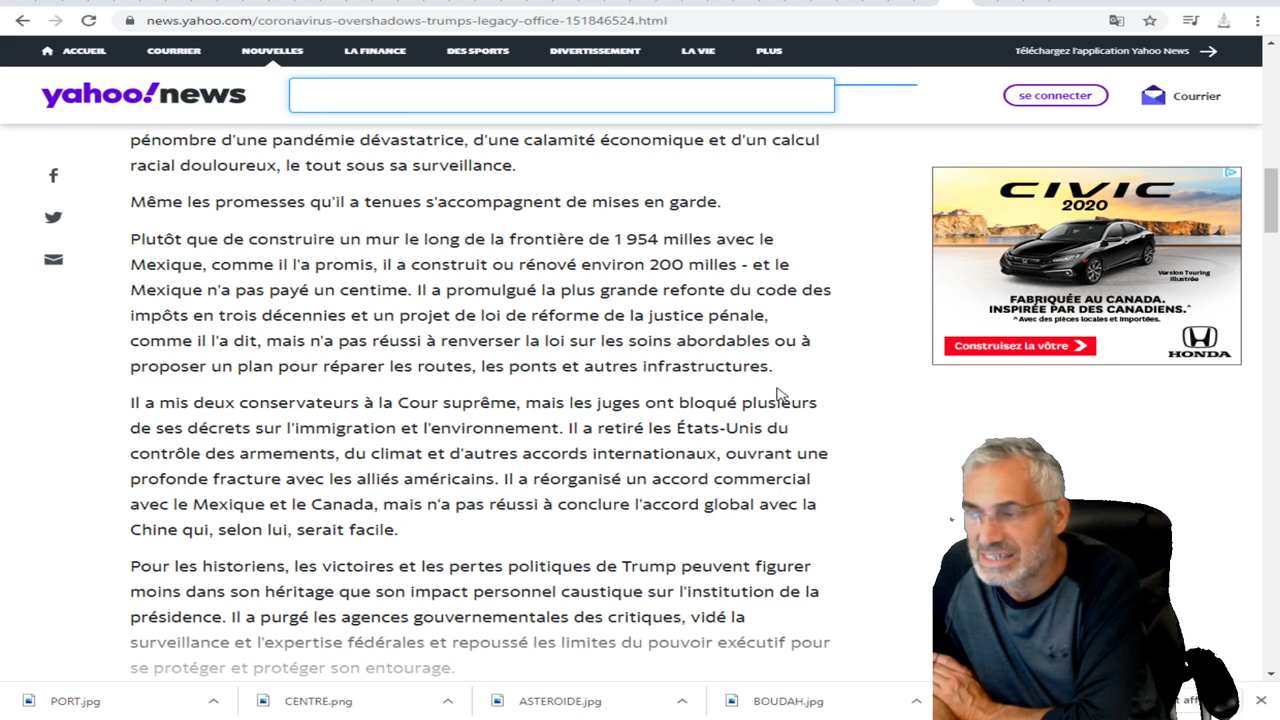 news.yahoo.com/coronavirus-overshadows-trumps-legacy-office-151846524.html
ACCUEIL COURRIER NOUVELLES LA FINANCE DES SPORTS DIVERTISSEMENT LA VIE PLUS Téléchargez l'application Yahoo News
yahoo!news se connecter Courrier
pénombre d'une pandémie dévastatrice, d'une calamité économique et d'un calcul
racial douloureux, le tout sous sa surveillance.
Même les promesses qu'il a tenues s'accompagnent de mises en garde.
Plutôt que de construire un mur le long de la frontière de 1 954 milles avec le
Mexique, comme il l'a promis, il a construit ou rénové environ 200 milles - et le
Mexique n'a pas payé un centime. Il a promulgué la plus grande refonte du code des
impôts en trois décennies et un projet de loi de réforme de la justice pénale,
comme il l'a dit, mais n'a pas réussi à renverser la loi sur les soins abordables ou à
proposer un plan pour réparer les routes, les ponts et autres infrastructures.
Il a mis deux conservateurs à la Cour suprême, mais les juges ont bloqué plusieurs
de ses décrets sur l'immigration et l'environnement. Il a retiré les États-Unis du
contrôle des armements, du climat et d'autres accords internationaux, ouvrant une
profonde fracture avec les alliés américains. Il a réorganisé un accord commercial
avec le Mexique et le Canada, mais n'a pas réussi à conclure l'accord global avec la
Chine qui, selon lui, serait facile.
Pour les historiens, les victoires et les pertes politiques de Trump peuvent figurer
moins dans son héritage que son impact personnel caustique sur l'institution de la
présidence. Il a purgé les agences gouvernementales des critiques, vidé la
surveillance et l'expertise fédérales et repoussé les limites du pouvoir exécutif pour
se protéger et protéger son entourage.
CIVIC
2020
Version Touring
illustrée
FABRIQUÉE AU CANADA.
INSPIRÉE PAR DES CANADIENS.^
^Avec des pièces locales et importées.
Construisez la vôtre
HONDA
PORT.jpg CENTRE.png ASTEROIDE.jpg BOUDAH.jpg